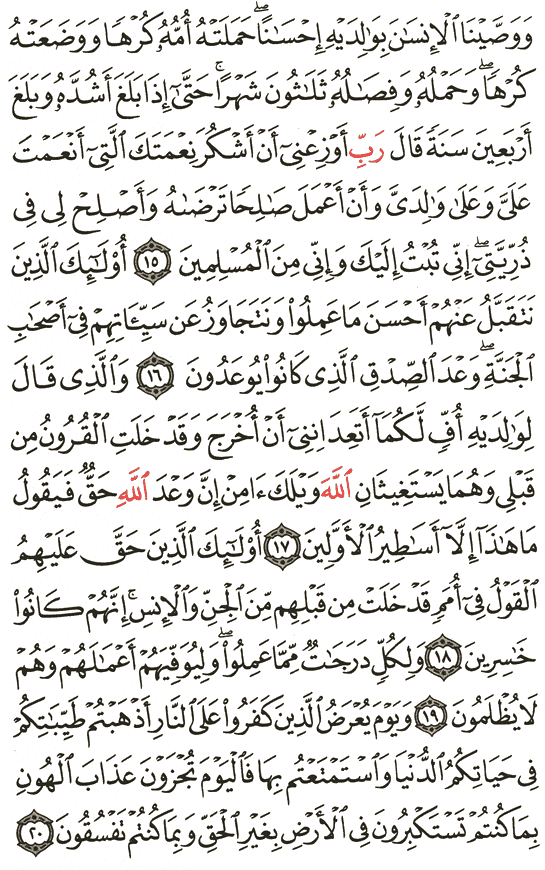 وَوَصَّيْنَا ٱلْإِنسَٰنَ بِوَٰلِدَيْهِ إِحْسَٰنًا ۖ حَمَلَتْهُ أُمُّهُۥ كُرْهًا وَوَضَعَتْهُ
كُرْهًا ۖ وَحَمْلُهُۥ وَفِصَٰلُهُۥ ثَلَٰثُونَ شَهْرًا ۚ حَتَّىٰٓ إِذَا بَلَغَ أَشُدَّهُۥ وَبَلَغَ
أَرْبَعِينَ سَنَةً قَالَ رَبِّ أَوْزِعْنِىٓ أَنْ أَشْكُرَ نِعْمَتَكَ ٱلَّتِىٓ أَنْعَمْتَ
عَلَىَّ وَعَلَىٰ وَٰلِدَىَّ وَأَنْ أَعْمَلَ صَٰلِحًا تَرْضَىٰهُ وَأَصْلِحْ لِى فِى
ذُرِّيَّتِىٓ ۖ إِنِّى تُبْتُ إِلَيْكَ وَإِنِّى مِنَ ٱلْمُسْلِمِينَ ١٥ أُو۟لَٰٓئِكَ ٱلَّذِينَ
نَتَقَبَّلُ عَنْهُمْ أَحْسَنَ مَا عَمِلُوا۟ وَنَتَجَاوَزُ عَن سَيِّـَٔاتِهِمْ فِىٓ أَصْحَٰبِ
ٱلْجَنَّةِ ۖ وَعْدَ ٱلصِّدْقِ ٱلَّذِى كَانُوا۟ يُوعَدُونَ ١٦ وَٱلَّذِى قَالَ
لِوَٰلِدَيْهِ أُفٍّ لَّكُمَآ أَتَعِدَانِنِىٓ أَنْ أُخْرَجَ وَقَدْ خَلَتِ ٱلْقُرُونُ مِن
قَبْلِى وَهُمَا يَسْتَغِيثَانِ ٱللَّهَ وَيْلَكَ ءَامِنْ إِنَّ وَعْدَ ٱللَّهِ حَقٌّ فَيَقُولُ
مَا هَٰذَآ إِلَّآ أَسَٰطِيرُ ٱلْأَوَّلِينَ ١٧ أُو۟لَٰٓئِكَ ٱلَّذِينَ حَقَّ عَلَيْهِمُ
ٱلْقَوْلُ فِىٓ أُمَمٍ قَدْ خَلَتْ مِن قَبْلِهِم مِّنَ ٱلْجِنِّ وَٱلْإِنسِ ۖ إِنَّهُمْ كَانُوا۟
خَٰسِرِينَ ١٨ وَلِكُلٍّ دَرَجَٰتٌ مِّمَّا عَمِلُوا۟ ۖ وَلِيُوَفِّيَهُمْ أَعْمَٰلَهُمْ وَهُمْ
لَا يُظْلَمُونَ ١٩ وَيَوْمَ يُعْرَضُ ٱلَّذِينَ كَفَرُوا۟ عَلَى ٱلنَّارِ أَذْهَبْتُمْ طَيِّبَٰتِكُمْ
فِى حَيَاتِكُمُ ٱلدُّنْيَا وَٱسْتَمْتَعْتُم بِهَا فَٱلْيَوْمَ تُجْزَوْنَ عَذَابَ ٱلْهُونِ
بِمَا كُنتُمْ تَسْتَكْبِرُونَ فِى ٱلْأَرْضِ بِغَيْرِ ٱلْحَقِّ وَبِمَا كُنتُمْ تَفْسُقُونَ ٢٠